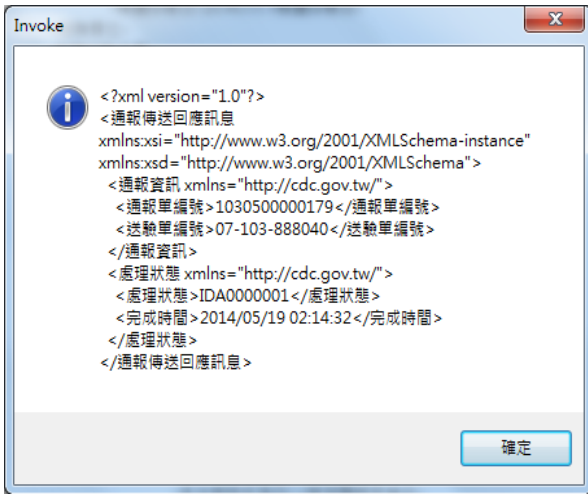 Invoke
<?xml version="1.0"?>
<通報傳送回應訊息
xmlns:xsi="http://www.w3.org/2001/XMLSchema-instance"
xmlns:xsd="http://www.w3.org/2001/XMLSchema">
<通報資訊 xmlns="http://cdc.gov.tw/">
<通報單編號>1030500000179</通報單編號>
<送驗單編號>07-103-888040</送驗單編號>
</通報資訊>
<處理狀態 xmlns="http://cdc.gov.tw/">
<處理狀態>IDA0000001</處理狀態>
<完成時間>2014/05/19 02:14:32</完成時間>
</處理狀態>
</通報傳送回應訊息>
確定